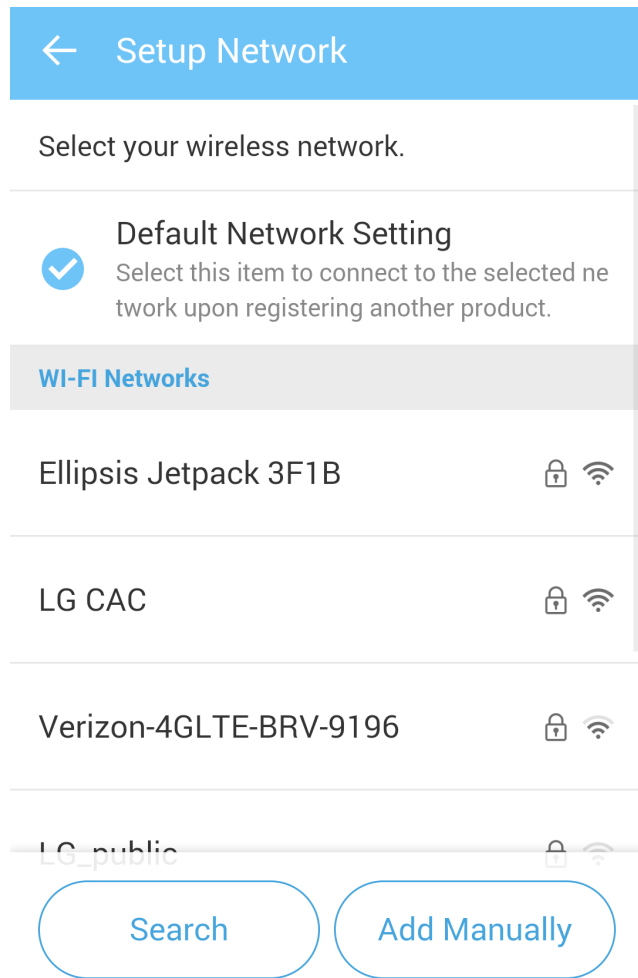 Setup Network
Select your wireless network.
Default Network Setting
Select this item to connect to the selected ne
twork upon registering another product.
WI-FI Networks
Ellipsis Jetpack 3F1B
LG CAC
Verizon-4GLTE-BRV-9196
LG_public
Search
Add Manually